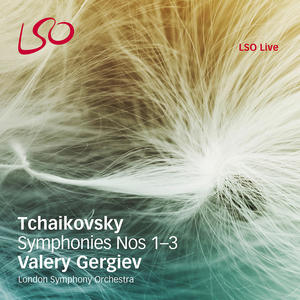 LSO
LSO Live
Tchaikovsky
Symphonies Nos 1–3
Valery Gergiev
London Symphony Orchestra